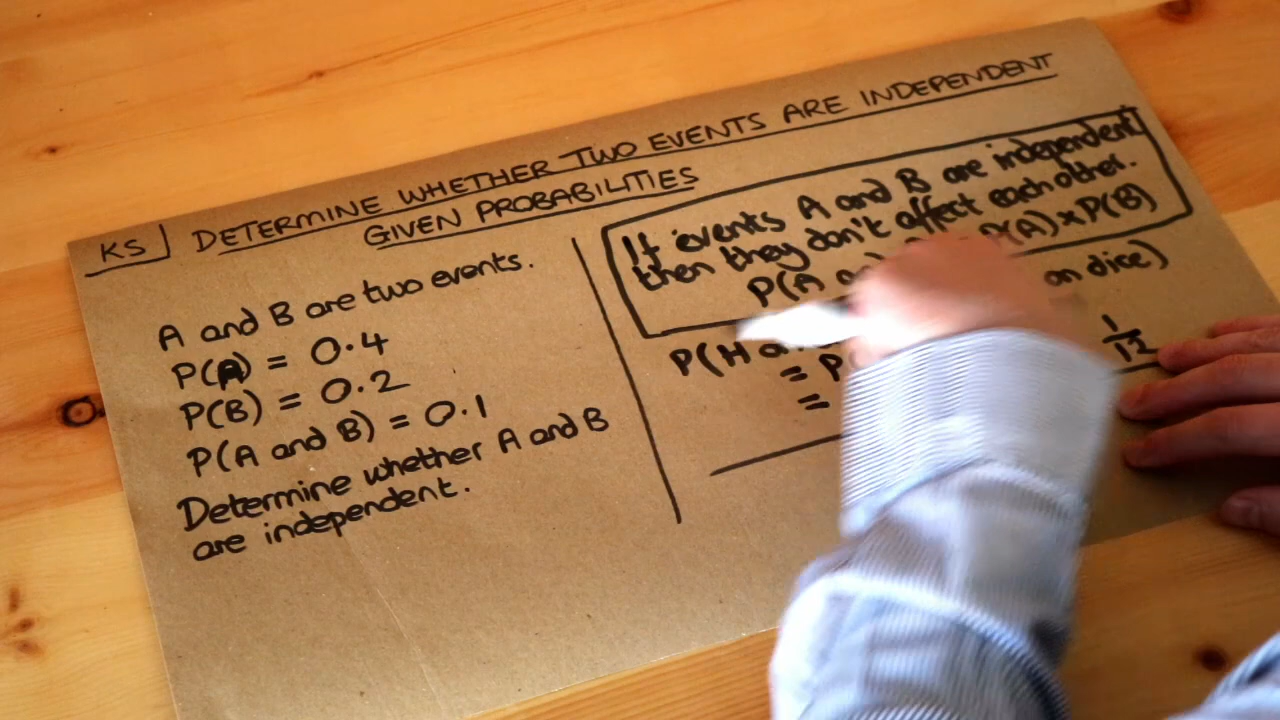 KS
DETERMINE WHETHER TWO EVENTS ARE INDEPENDENT
GIVEN PROBABILITIES
A and B are two events.
P(A) = 0.4
P(B) = 0.2
P(A and B) = 0.1
Determine whether A and B
are independent.
If events A and B are independent
then they don't affect each other.
P(A P(A) x P(B)
P(H on dice)
= P
= 1/12